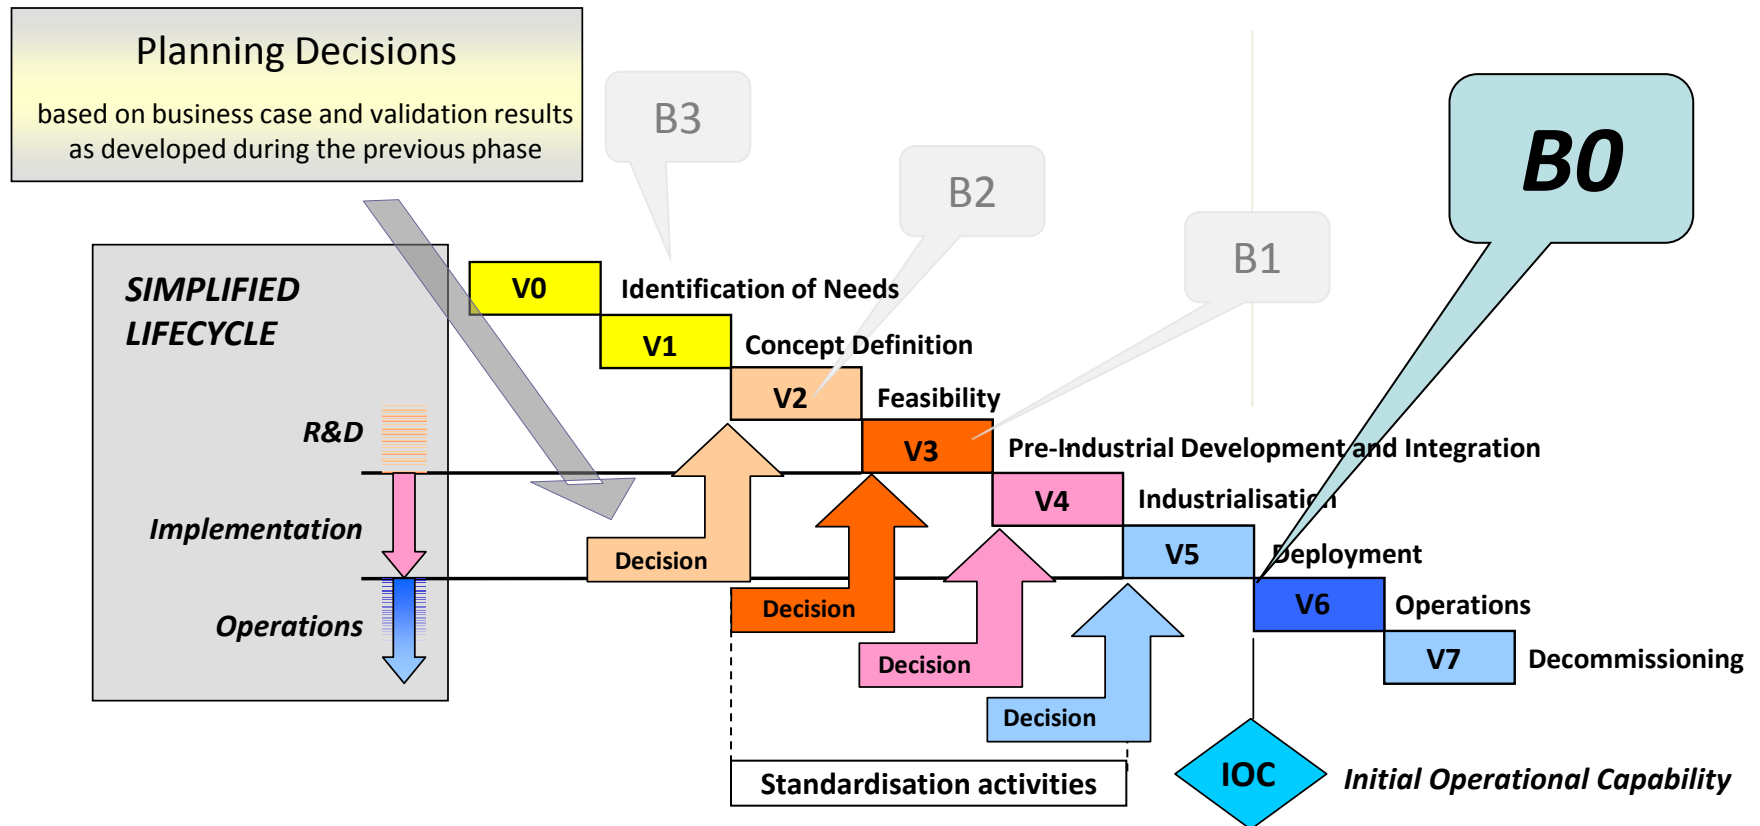 Planning Decisions
based on business case and validation results
as developed during the previous phase
B3
B2
B1
B0
SIMPLIFIED
LIFECYCLE
R&D
Implementation
Operations
V0
Identification of Needs
V1
Concept Definition
V2
Feasibility
V3
Pre-Industrial Development and Integration
V4
Industrialisation
V5
Deployment
V6
Operations
V7
Decommissioning
Decision
Decision
Decision
Decision
Standardisation activities
IOC
Initial Operational Capability